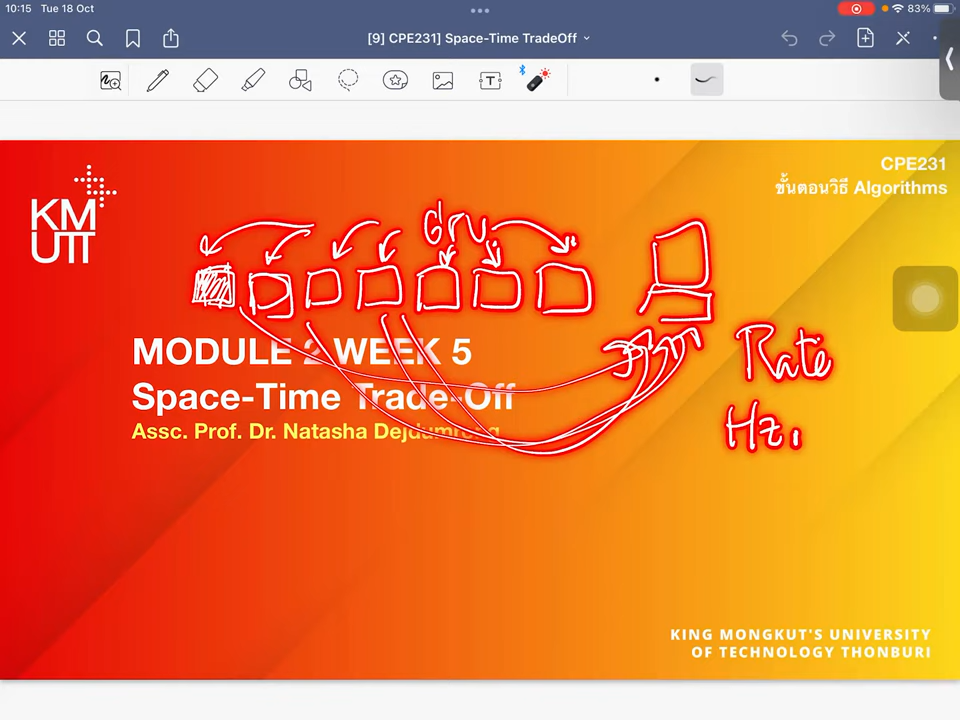 10:15 Tue 18 Oct
83%
[9] CPE231] Space-Time TradeOff
T
CPE231
ขั้นตอนวิธี Algorithms
KM
UTT
MODULE 2 WEEK 5
Space-Time Trade-Off
Assc. Prof. Dr. Natasha Dejdumrong
Rate
Hz
KING MONGKUT'S UNIVERSITY
OF TECHNOLOGY THONBURI